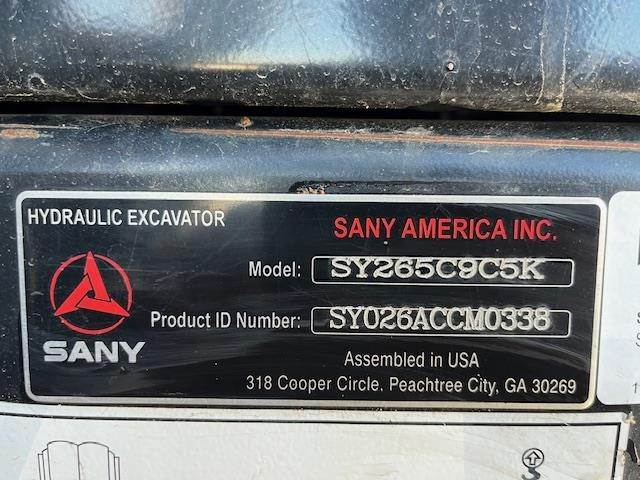 HYDRAULIC EXCAVATOR
SANY AMERICA INC.
Model: SY265C9C5K
Product ID Number: SY026ACCM0338
SANY
Assembled in USA
318 Cooper Circle, Peachtree City, GA 30269